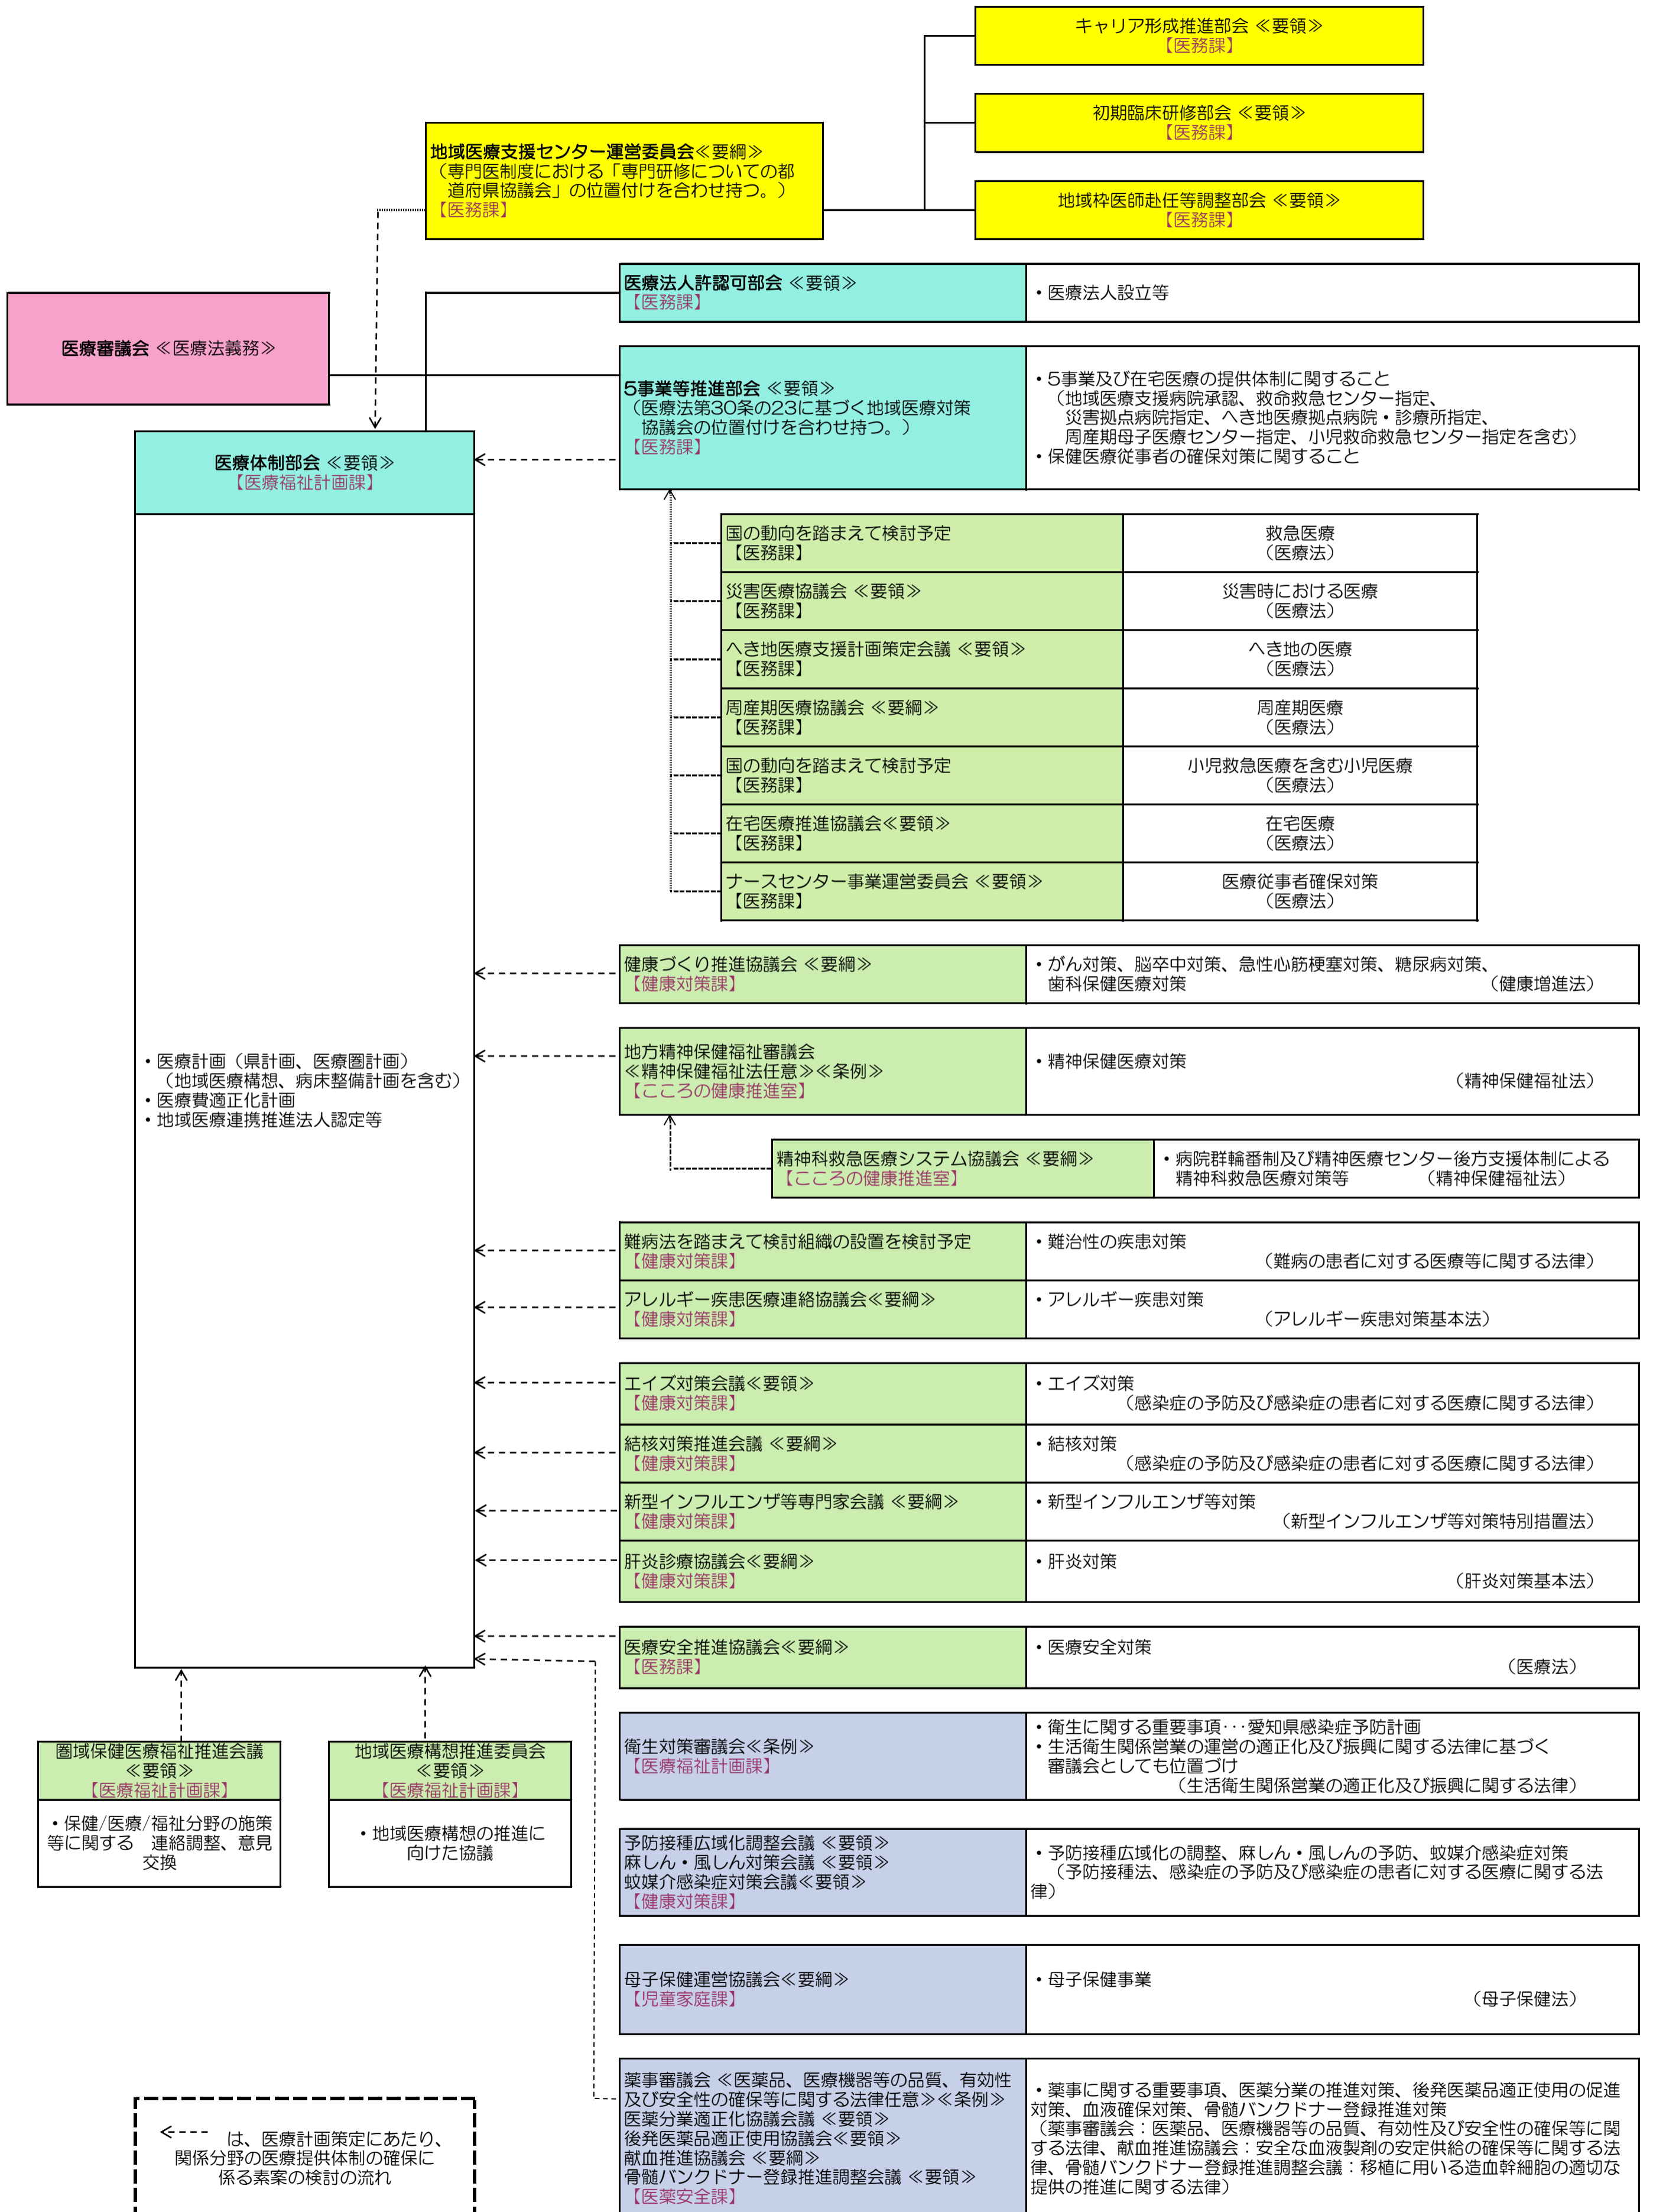 キャリア形成推進部会 ≪要領≫
【医務課】
初期臨床研修部会 ≪要領≫
【医務課】
地域医療支援センター運営委員会≪要綱≫
（専門医制度における「専門研修についての都
道府県協議会」の位置付けを合わせ持つ。）
【医務課】
地域枠医師赴任等調整部会 ≪要領≫
【医務課】
医療法人許認可部会 ≪要領≫
【医務課】
・医療法人設立等
医療審議会 ≪医療法義務≫
5事業等推進部会 ≪要領≫
（医療法第30条の23に基づく地域医療対策
協議会の位置付けを合わせ持つ。）
【医務課】
・5事業及び在宅医療の提供体制に関すること
（地域医療支援病院承認、救命救急センター指定、
災害拠点病院指定、へき地医療拠点病院・診療所指定、
周産期母子医療センター指定、小児救命救急センター指定を含む）
・保健医療従事者の確保対策に関すること
医療体制部会 ≪要領≫
【医療福祉計画課】
国の動向を踏まえて検討予定
【医務課】
救急医療
（医療法）
災害医療協議会 ≪要領≫
【医務課】
災害時における医療
（医療法）
へき地医療支援計画策定会議 ≪要領≫
【医務課】
へき地の医療
（医療法）
周産期医療協議会 ≪要綱≫
【医務課】
周産期医療
（医療法）
国の動向を踏まえて検討予定
【医務課】
小児救急医療を含む小児医療
（医療法）
在宅医療推進協議会≪要領≫
【医務課】
在宅医療
（医療法）
ナースセンター事業運営委員会 ≪要領≫
【医務課】
医療従事者確保対策
（医療法）
健康づくり推進協議会 ≪要綱≫
【健康対策課】
・がん対策、脳卒中対策、急性心筋梗塞対策、糖尿病対策、
歯科保健医療対策 （健康増進法）
・医療計画（県計画、医療圏計画）
（地域医療構想、病床整備計画を含む）
・医療費適正化計画
・地域医療連携推進法人認定等
地方精神保健福祉審議会
≪精神保健福祉法任意≫≪条例≫
【こころの健康推進室】
・精神保健医療対策
（精神保健福祉法）
精神科救急医療システム協議会 ≪要綱≫
【こころの健康推進室】
・病院群輪番制及び精神医療センター後方支援体制による
精神科救急医療対策等 （精神保健福祉法）
難病法を踏まえて検討組織の設置を検討予定
【健康対策課】
・難治性の疾患対策
（難病の患者に対する医療等に関する法律）
アレルギー疾患医療連絡協議会≪要綱≫
【健康対策課】
・アレルギー疾患対策
（アレルギー疾患対策基本法）
エイズ対策会議≪要領≫
【健康対策課】
・エイズ対策
（感染症の予防及び感染症の患者に対する医療に関する法律）
結核対策推進会議 ≪要綱≫
【健康対策課】
・結核対策
（感染症の予防及び感染症の患者に対する医療に関する法律）
新型インフルエンザ等専門家会議 ≪要綱≫
【健康対策課】
・新型インフルエンザ等対策
（新型インフルエンザ等対策特別措置法）
肝炎診療協議会≪要綱≫
【健康対策課】
・肝炎対策
（肝炎対策基本法）
医療安全推進協議会≪要綱≫
【医務課】
・医療安全対策
（医療法）
圏域保健医療福祉推進会議
≪要領≫
【医療福祉計画課】
・保健/医療/福祉分野の施策
等に関する 連絡調整、意見
交換
地域医療構想推進委員会
≪要領≫
【医療福祉計画課】
・地域医療構想の推進に
向けた協議
衛生対策審議会≪条例≫
【医療福祉計画課】
・衛生に関する重要事項･･･愛知県感染症予防計画
・生活衛生関係営業の運営の適正化及び振興に関する法律に基づく
審議会としても位置づけ
（生活衛生関係営業の適正化及び振興に関する法律）
予防接種広域化調整会議 ≪要領≫
麻しん・風しん対策会議 ≪要領≫
蚊媒介感染症対策会議≪要領≫
【健康対策課】
・予防接種広域化の調整、麻しん・風しんの予防、蚊媒介感染症対策
（予防接種法、感染症の予防及び感染症の患者に対する医療に関する法
律）
母子保健運営協議会≪要綱≫
【児童家庭課】
・母子保健事業
（母子保健法）
薬事審議会 ≪医薬品、医療機器等の品質、有効性
及び安全性の確保等に関する法律任意≫≪条例≫
医薬分業適正化協議会議 ≪要領≫
後発医薬品適正使用協議会≪要領≫
献血推進協議会 ≪要綱≫
骨髄バンクドナー登録推進調整会議 ≪要領≫
【医薬安全課】
・薬事に関する重要事項、医薬分業の推進対策、後発医薬品適正使用の促進
対策、血液確保対策、骨髄バンクドナー登録推進対策
（薬事審議会：医薬品、医療機器等の品質、有効性及び安全性の確保等に関
する法律、献血推進協議会：安全な血液製剤の安定供給の確保等に関する法
律、骨髄バンクドナー登録推進調整会議：移植に用いる造血幹細胞の適切な
提供の推進に関する法律）
は、医療計画策定にあたり、
関係分野の医療提供体制の確保に
係る素案の検討の流れ